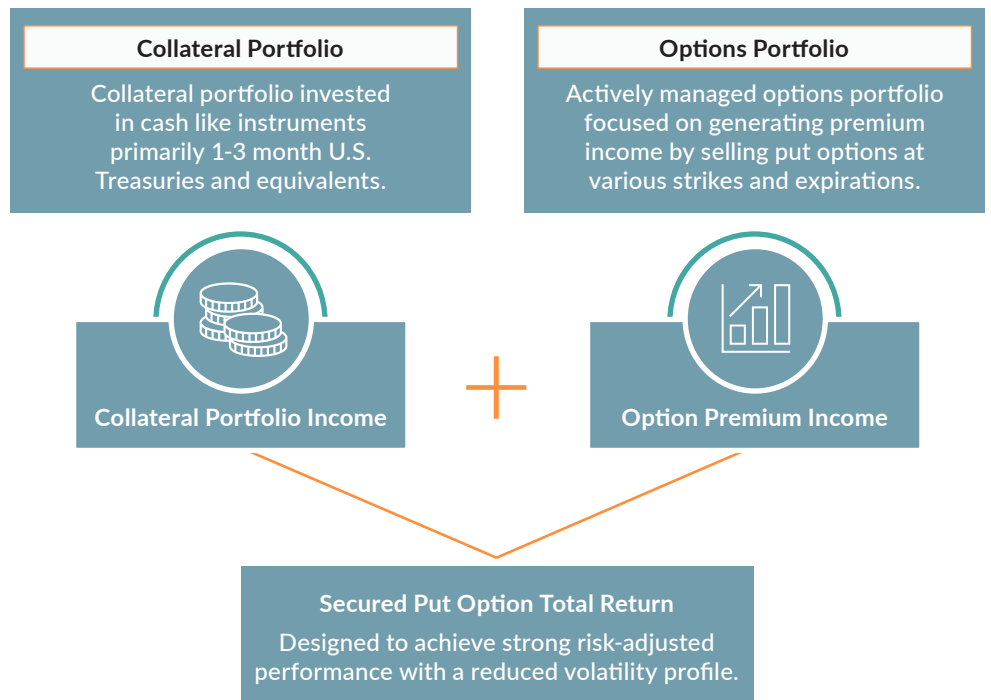 Collateral Portfolio
Collateral portfolio invested
in cash like instruments
primarily 1-3 month U.S.
Treasuries and equivalents.
Options Portfolio
Actively managed options portfolio
focused on generating premium
income by selling put options at
various strikes and expirations.
Collateral Portfolio Income
Option Premium Income
Secured Put Option Total Return
Designed to achieve strong risk-adjusted
performance with a reduced volatility profile.